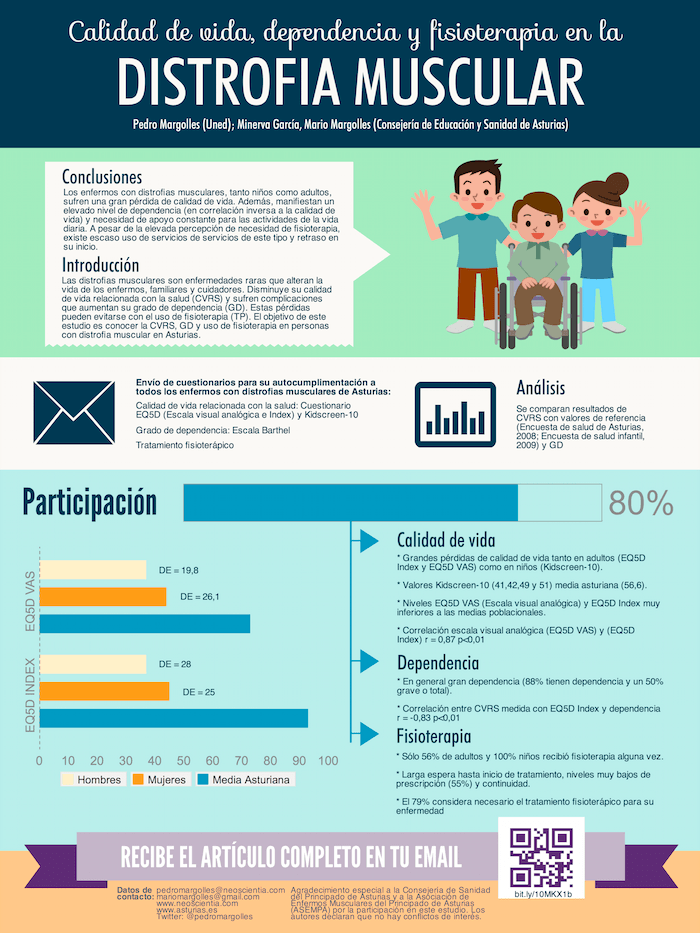 Calidad de vida, dependencia y fisioterapia en la
DISTROFIA MUSCULAR
Pedro Margolles (Uned); Minerva García, Mario Margolles (Consejería de Educación y Sanidad de Asturias)
Conclusiones
Los enfermos con distrofias musculares, tanto niños como adultos,
sufren una gran pérdida de calidad de vida. Además, manifiestan un
elevado nivel de dependencia (en correlación inversa a la calidad de
vida) y necesidad de apoyo constante para las actividades de la vida
diaria. A pesar de la elevada percepción de necesidad de fisioterapia,
existe escaso uso de servicios de servicios de este tipo y retraso en
su inicio.
Introducción
Las distrofias musculares son enfermedades raras que alteran la
vida de los enfermos, familiares y cuidadores. Disminuye su calidad
de vida relacionada con la salud (CVRS) y sufren complicaciones
que aumentan su grado de dependencia (GD). Estas pérdidas
pueden evitarse con el uso de fisioterapia (TP). El objetivo de este
estudio es conocer la CVRS, GD y uso de fisioterapia en personas
con distrofia muscular en Asturias.
Envío de cuestionarios para su autocumplimentación a
todos los enfermos con distrofias musculares de Asturias:
Calidad de vida relacionada con la salud: Cuestionario
EQ5D (Escala visual analógica e Index) y Kidscreen-10
Grado de dependencia: Escala Barthel
Tratamiento fisioterápico
Análisis
Se comparan resultados de
CVRS con valores de referencia
(Encuesta de salud de Asturias,
2008; Encuesta de salud infantil,
2009) y GD
Participación
80%
EQ5D VAS
DE = 19,8
DE = 26,1
EQ5D INDEX
DE = 28
DE = 25
0 10 20 30 40 50 60 70 80 90 100
Hombres Mujeres Media Asturiana
Calidad de vida
* Grandes pérdidas de calidad de vida tanto en adultos (EQ5D
Index y EQ5D VAS) como en niños (Kidscreen-10).
* Valores Kidscreen-10 (41,42,49 y 51) media asturiana (56,6).
* Niveles EQ5D VAS (Escala visual analógica) y EQ5D Index muy
inferiores a las medias poblacionales.
* Correlación escala visual analógica (EQ5D VAS) y (EQ5D
Index) r = 0,87 p<0,01
Dependencia
* En general gran dependencia (88% tienen dependencia y un 50%
grave o total).
* Correlación entre CVRS medida con EQ5D Index y dependencia
r = -0,83 p<0,01
Fisioterapia
* Sólo 56% de adultos y 100% niños recibió fisioterapia alguna vez.
* Larga espera hasta inicio de tratamiento, niveles muy bajos de
prescripción (55%) y continuidad.
* El 79% considera necesario el tratamiento fisioterápico para su
enfermedad
RECIBE EL ARTÍCULO COMPLETO EN TU EMAIL
bit.ly/10MKX1b
Datos de contacto:
pedromargolles@neoscientia.com
mariomargolles@gmail.com
www.neoscientia.com
www.asturias.es
Twitter: @pedromargolles
Agradecimiento especial a la Consejería de Sanidad
del Principado de Asturias y a la Asociación de
Enfermos Musculares del Principado de Asturias
(ASEMPA) por la participación en este estudio. Los
autores declaran que no hay conflictos de interés.